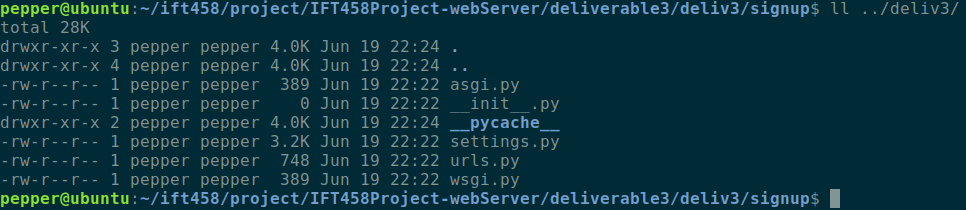 pepper@ubuntu:~/ift458/project/IFT458Project-webServer/deliverable3/deliv3/signup$ ll ../deliv3/
total 28K
drwxr-xr-x 3 pepper pepper 4.0K Jun 19 22:24 .
drwxr-xr-x 4 pepper pepper 4.0K Jun 19 22:24 ..
-rw-r--r-- 1 pepper pepper  389 Jun 19 22:22 asgi.py
-rw-r--r-- 1 pepper pepper    0 Jun 19 22:22 __init__.py
drwxr-xr-x 2 pepper pepper 4.0K Jun 19 22:24 __pycache__
-rw-r--r-- 1 pepper pepper 3.2K Jun 19 22:22 settings.py
-rw-r--r-- 1 pepper pepper  748 Jun 19 22:22 urls.py
-rw-r--r-- 1 pepper pepper  389 Jun 19 22:22 wsgi.py
pepper@ubuntu:~/ift458/project/IFT458Project-webServer/deliverable3/deliv3/signup$